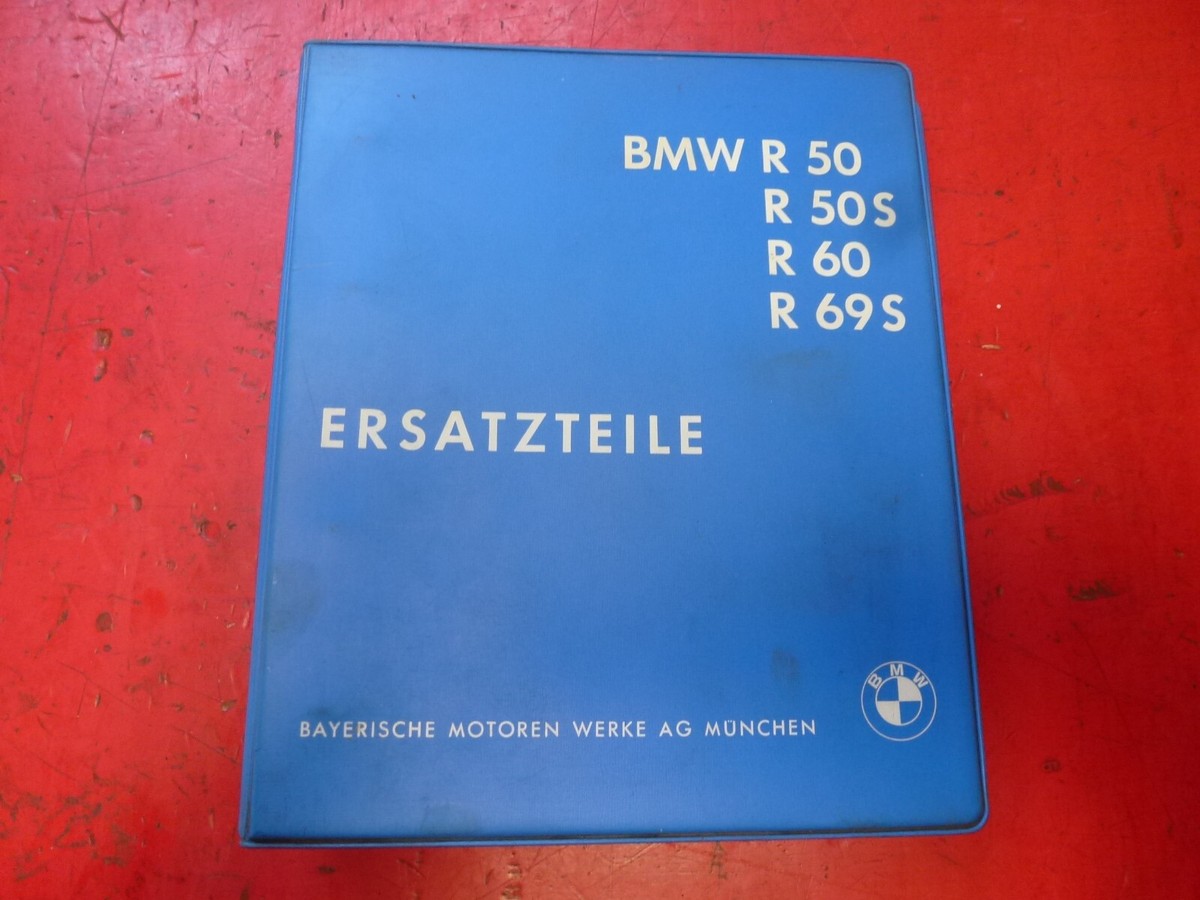 BMW R 50
R 50 S
R 60
R 69 S
ERSATZTEILE
BAYERISCHE MOTOREN WERKE AG MÜNCHEN
BMW